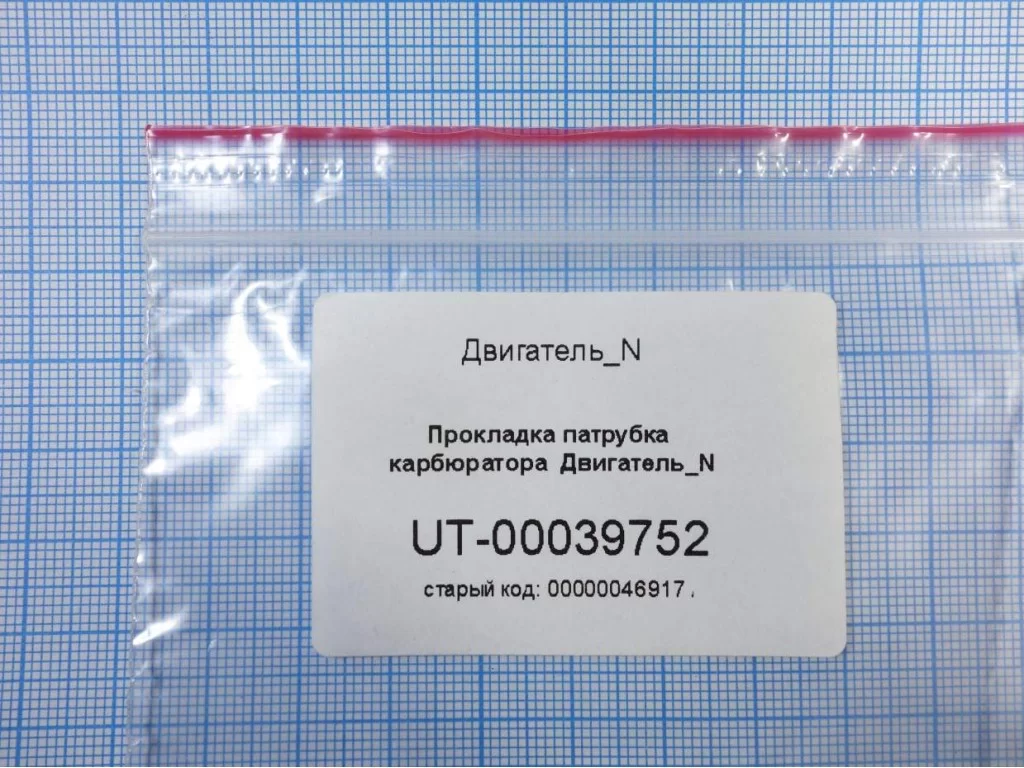 Двигатель_N
Прокладка патрубка
карбюратора Двигатель_N
UT-00039752
старый код: 00000046917 ,